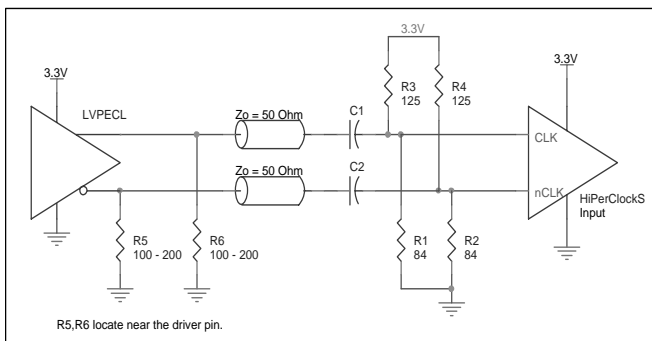 3.3V
3.3V
3.3V
R3
125
R4
125
LVPECL
Zo = 50 Ohm
C1
CLK
Zo = 50 Ohm
C2
nCLK
HiPerClockS
Input
R5
100 - 200
R6
100 - 200
R1
84
R2
84
R5,R6 locate near the driver pin.